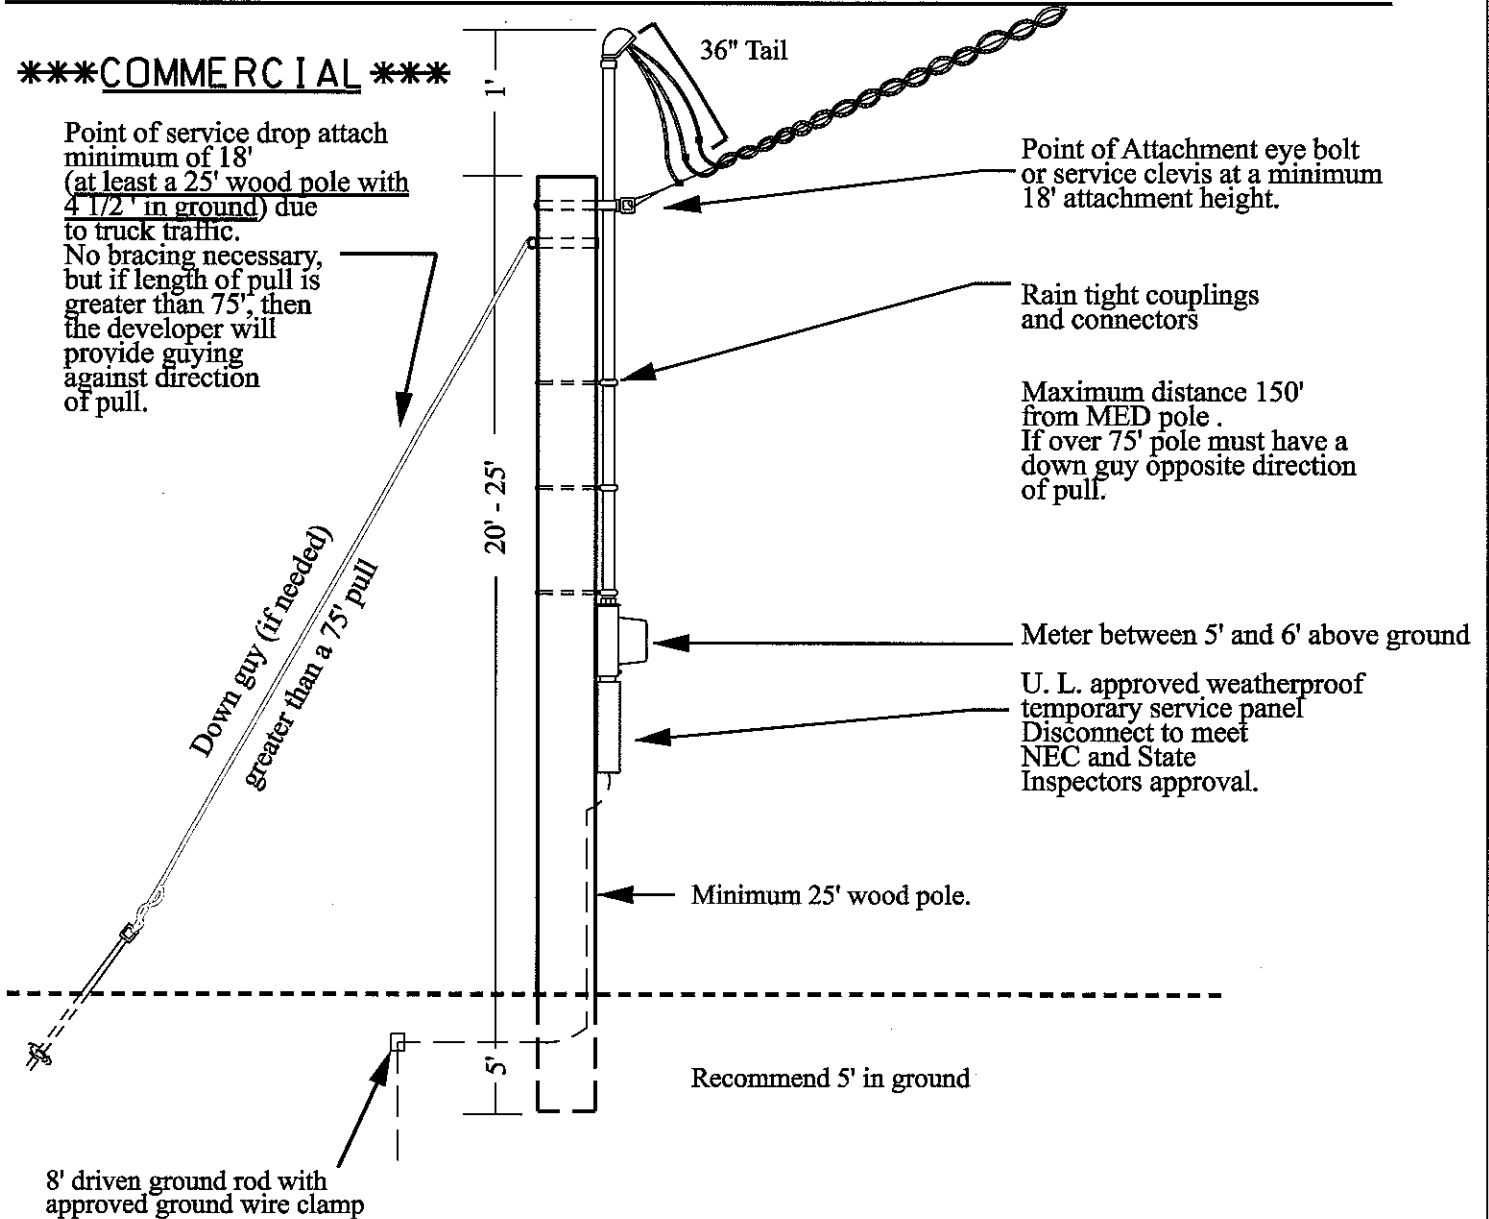 ***COMMERCIAL***
Point of service drop attach
minimum of 18'
(at least a 25' wood pole with
4 1/2 ' in ground) due
to truck traffic.
No bracing necessary,
but if length of pull is
greater than 75', then
the developer will
provide guying
against direction
of pull.
1'
36" Tail
Point of Attachment eye bolt
or service clevis at a minimum
18' attachment height.
Rain tight couplings
and connectors
Maximum distance 150'
from MED pole .
If over 75' pole must have a
down guy opposite direction
of pull.
20' - 25'
Down guy (if needed)
greater than a 75' pull
Meter between 5' and 6' above ground
U. L. approved weatherproof
temporary service panel
Disconnect to meet
NEC and State
Inspectors approval.
Minimum 25' wood pole.
5'
Recommend 5' in ground
8' driven ground rod with
approved ground wire clamp